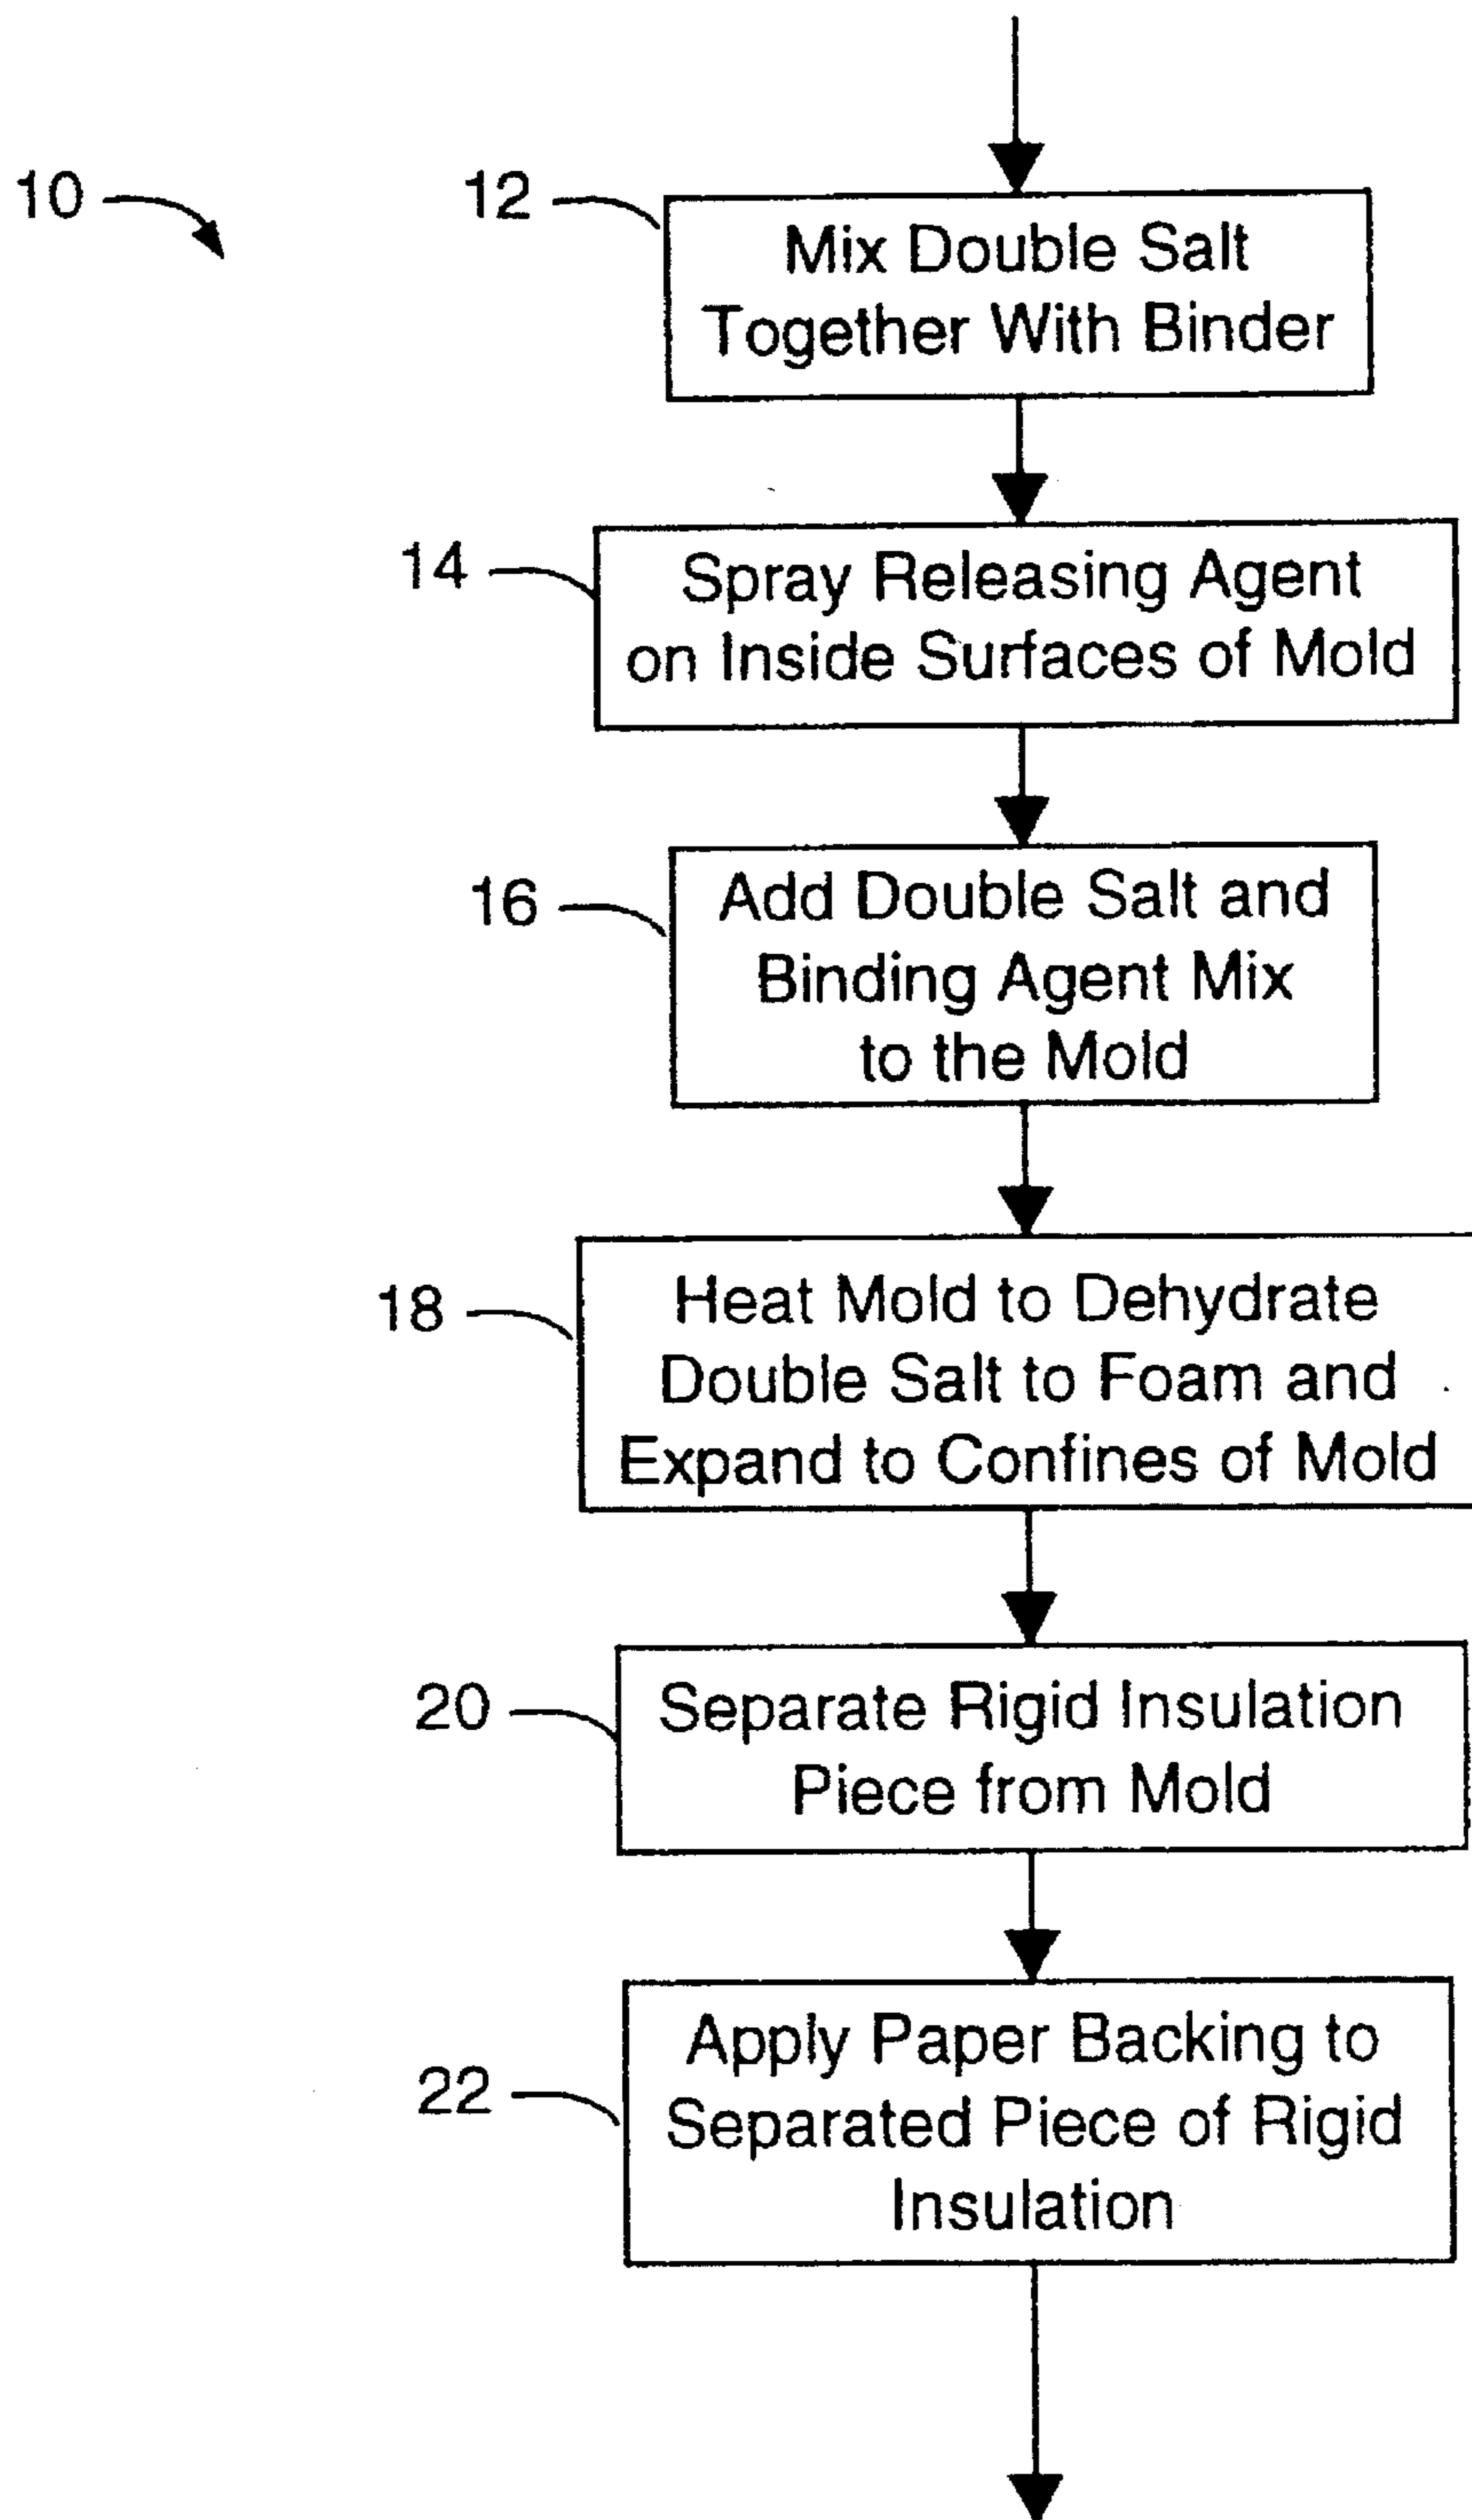 10
12
Mix Double Salt
Together With Binder
14
Spray Releasing Agent
on Inside Surfaces of Mold
16
Add Double Salt and
Binding Agent Mix
to the Mold
18
Heat Mold to Dehydrate
Double Salt to Foam and
Expand to Confines of Mold
20
Separate Rigid Insulation
Piece from Mold
22
Apply Paper Backing to
Separated Piece of Rigid
Insulation